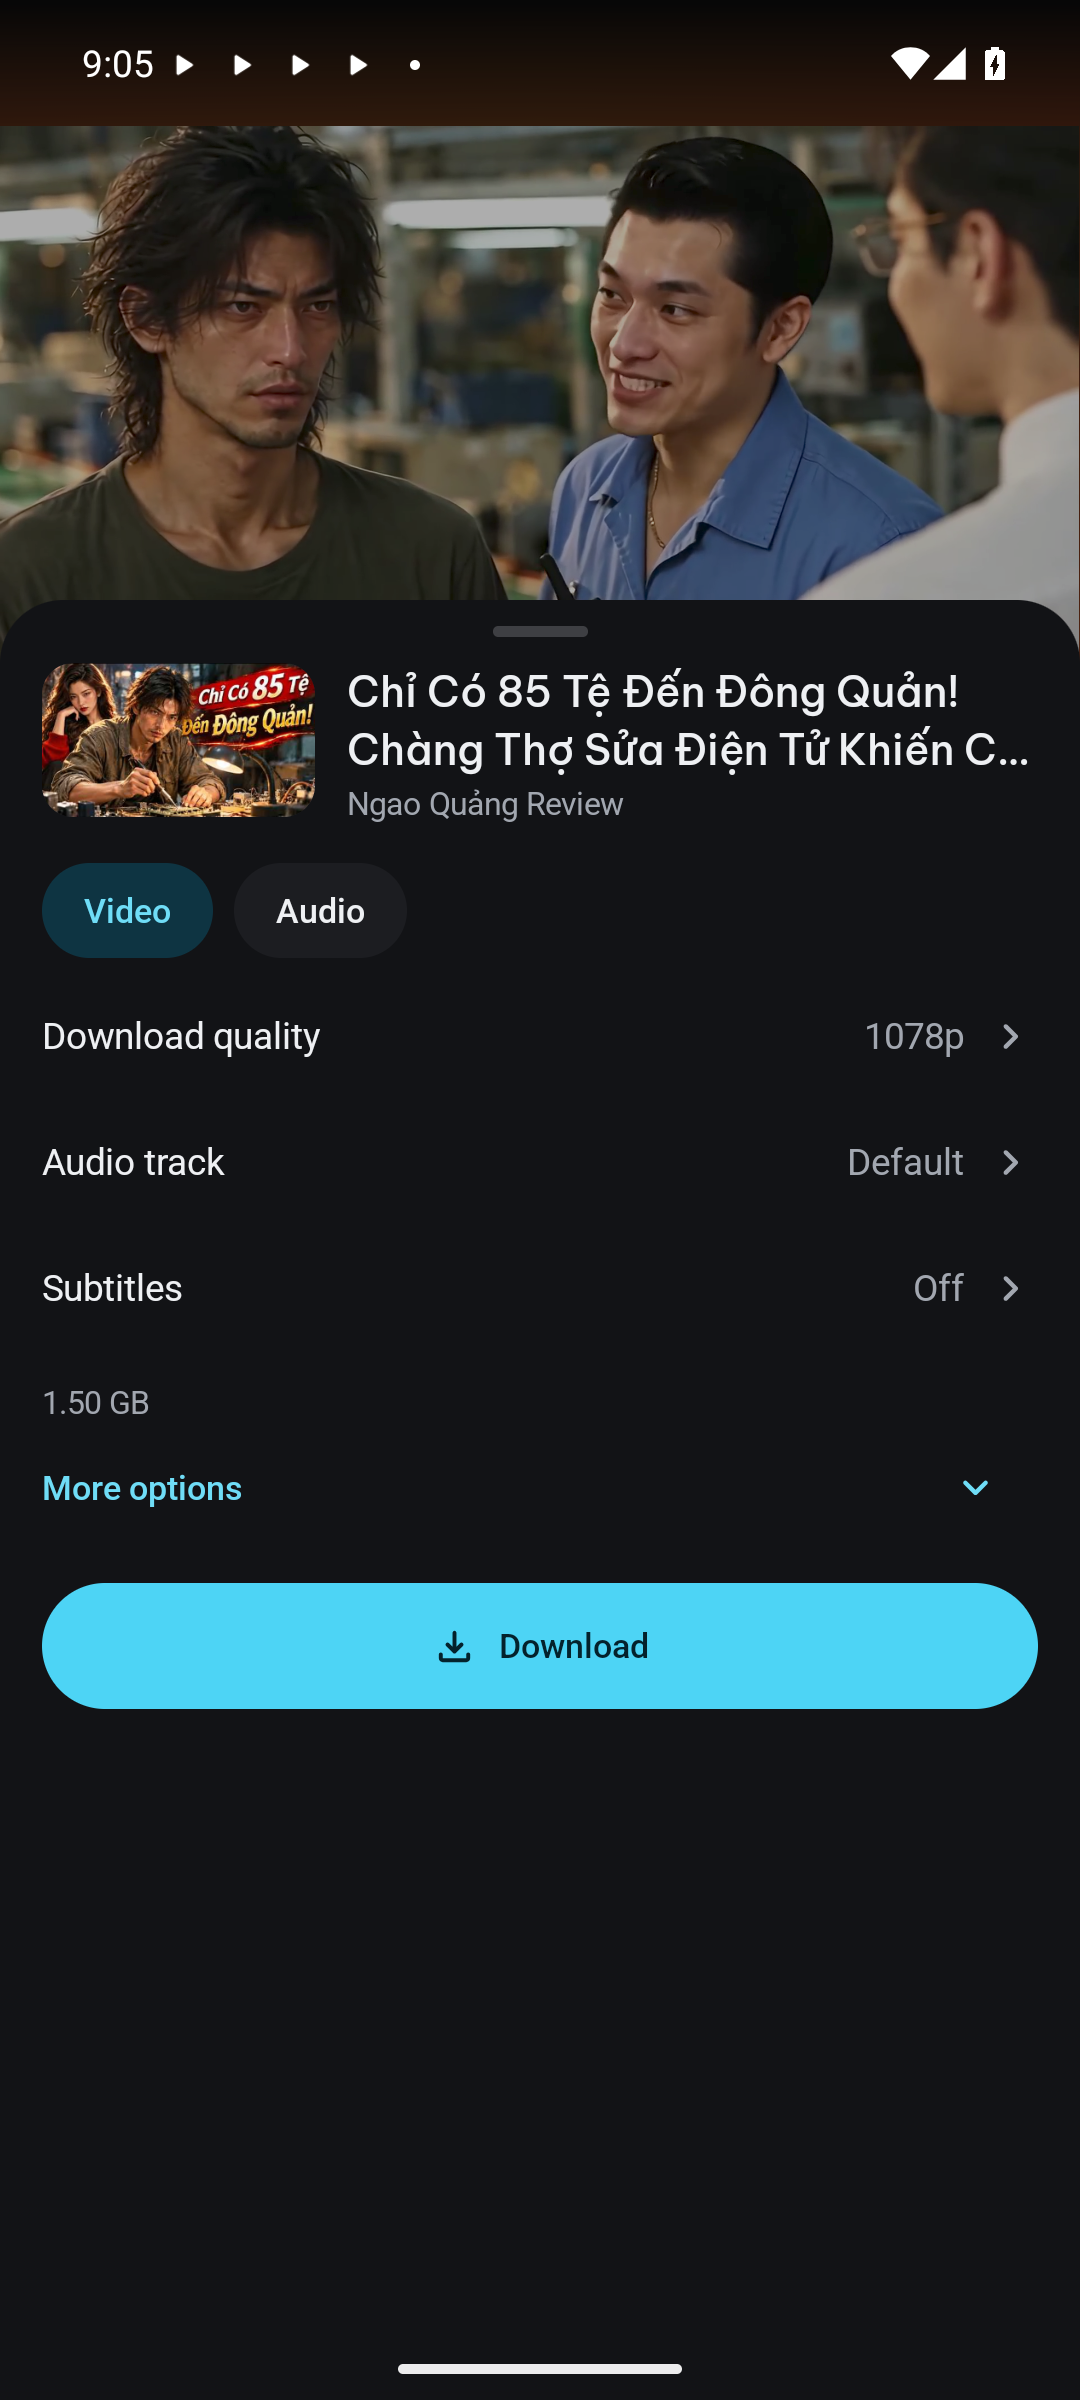 9:05
Chỉ Có 85 Tệ
Đến Đông Quản!
Chỉ Có 85 Tệ Đến Đông Quản!
Chàng Thợ Sửa Điện Tử Khiến C...
Ngao Quảng Review
Video
Audio
Download quality
1078p
Audio track
Default
Subtitles
Off
1.50 GB
More options
Download